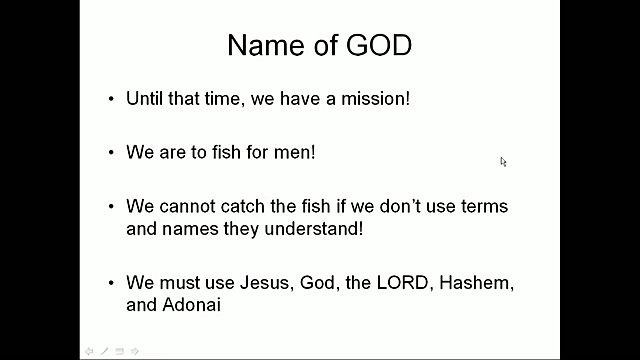 Name of GOD
• Until that time, we have a mission!
• We are to fish for men!
• We cannot catch the fish if we don’t use terms
and names they understand!
• We must use Jesus, God, the LORD, Hashem,
and Adonai